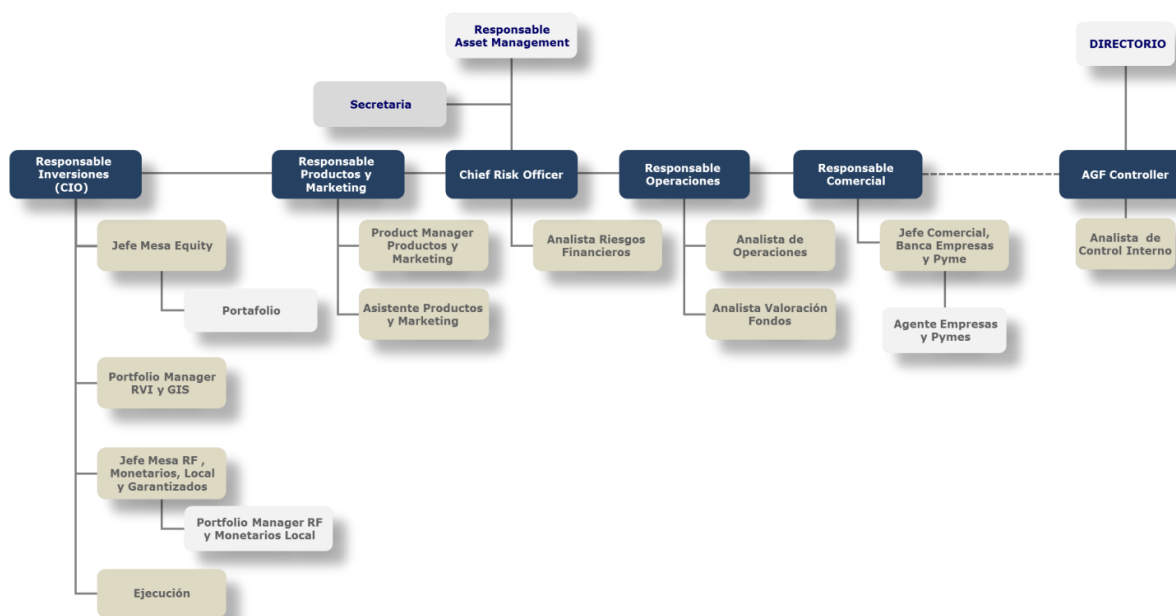 Responsable
Asset Management
DIRECTORIO
Secretaria
Responsable
Inversiones
(CIO)
Responsable
Productos y
Marketing
Chief Risk Officer
Responsable
Operaciones
Responsable
Comercial
AGF Controller
Jefe Mesa Equity
Product Manager
Productos y
Marketing
Analista Riesgos
Financieros
Analista de
Operaciones
Jefe Comercial,
Banca Empresas
y Pyme
Analista de
Control Interno
Portafolio
Asistente Productos
y Marketing
Analista Valoración
Fondos
Agente Empresas
y Pymes
Portfolio Manager
RVI y GIS
Jefe Mesa RF ,
Monetarios, Local
y Garantizados
Portfolio Manager RF
y Monetarios Local
Ejecución